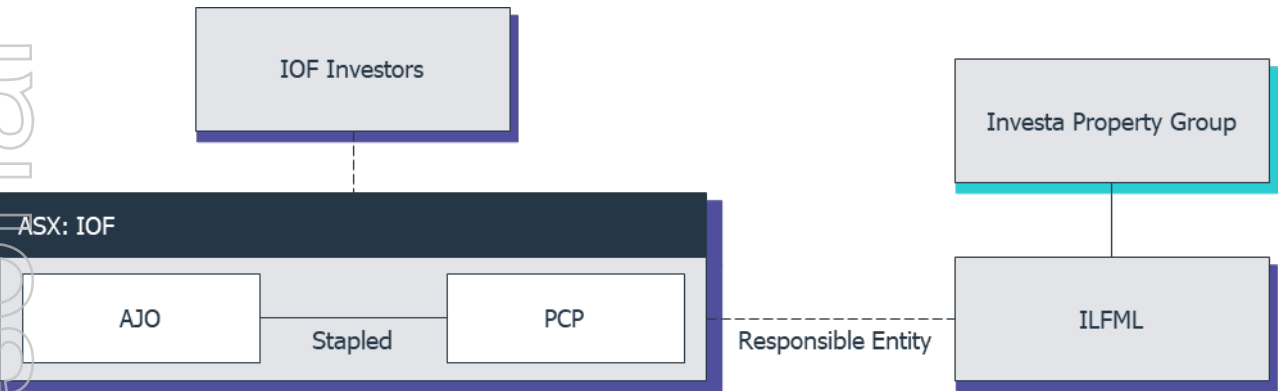 IOF Investors
Investa Property Group
ASX: IOF
AJO
Stapled
PCP
Responsible Entity
ILFML